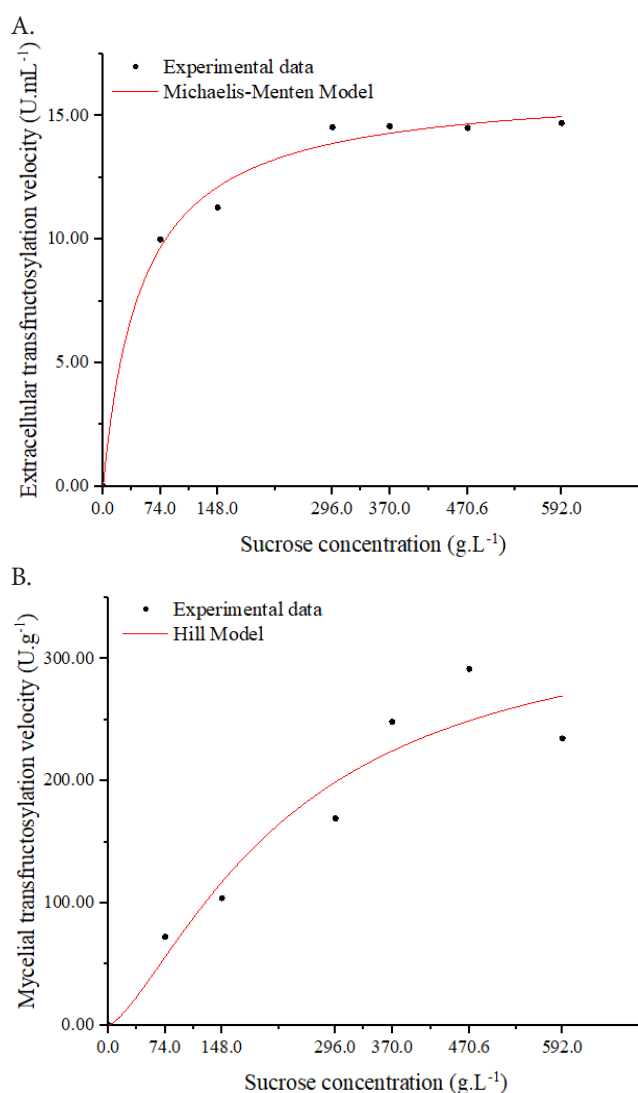 A.
Experimental data
Michaelis-Menten Model
Extracellular transfructosylation velocity (U.mL⁻¹)
15.00
10.00
5.00
0.00
0.0 74.0 148.0 296.0 370.0 470.6 592.0
Sucrose concentration (g.L⁻¹)
B.
Experimental data
Hill Model
Mycelial transfructosylation velocity (U.g⁻¹)
300.00
200.00
100.00
0.00
0.0 74.0 148.0 296.0 370.0 470.6 592.0
Sucrose concentration (g.L⁻¹)